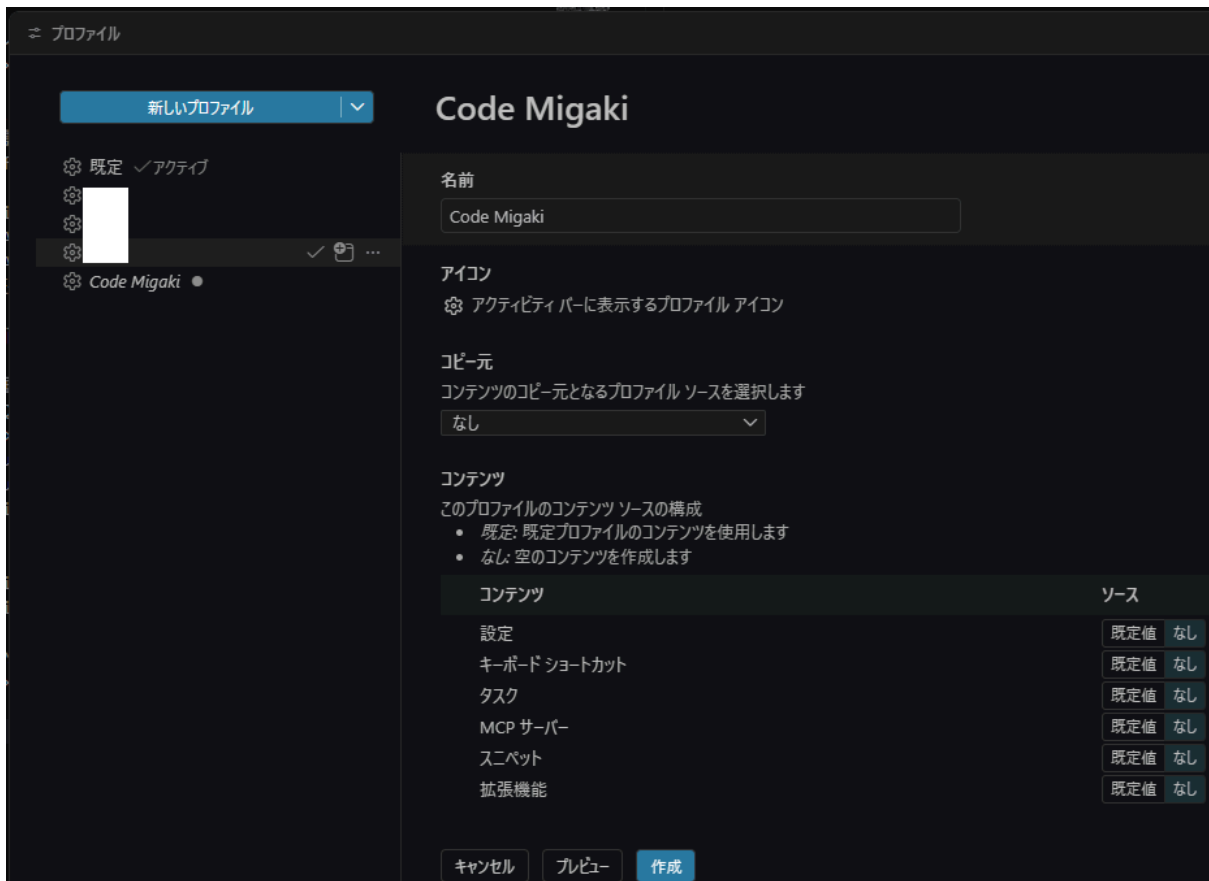 プロファイル
新しいプロファイル
Code Migaki
既定 アクティブ
Code Migaki
名前
Code Migaki
アイコン
アクティビティ バーに表示するプロファイル アイコン
コピー元
コンテンツのコピー元となるプロファイル ソースを選択します
なし
コンテンツ
このプロファイルのコンテンツ ソースの構成
• 既定: 既定プロファイルのコンテンツを使用します
• なし: 空のコンテンツを作成します
コンテンツ ソース
設定 既定値 なし
キーボード ショートカット 既定値 なし
タスク 既定値 なし
MCP サーバー 既定値 なし
スニペット 既定値 なし
拡張機能 既定値 なし
キャンセル プレビュー 作成